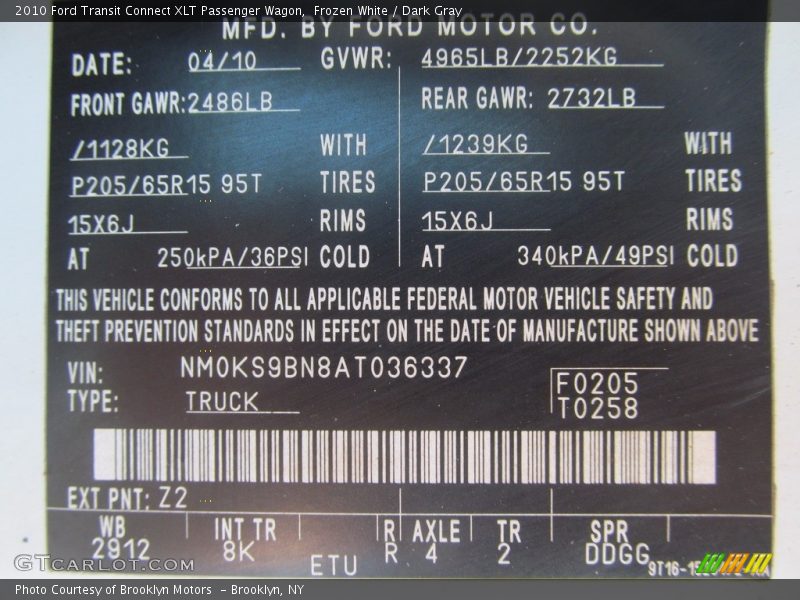 2010 Ford Transit Connect XLT Passenger Wagon, Frozen White / Dark Gray
MFD. BY FORD MOTOR CO.
DATE: 04/10 GVWR: 4965LB/2252KG
FRONT GAWR: 2486LB REAR GAWR: 2732LB
/1128KG WITH /1239KG WITH
P205/65R15 95T TIRES P205/65R15 95T TIRES
15X6J RIMS 15X6J RIMS
AT 250kPA/36PSI COLD AT 340kPA/49PSI COLD
THIS VEHICLE CONFORMS TO ALL APPLICABLE FEDERAL MOTOR VEHICLE SAFETY AND
THEFT PREVENTION STANDARDS IN EFFECT ON THE DATE OF MANUFACTURE SHOWN ABOVE
VIN: NM0KS9BN8AT036337
F0205
TYPE: TRUCK T0258
EXT PNT: Z2
WB INT TR R AXLE TR SPR
2912 8K ETU R 4 2 DDGG
GTCARLOT.COM
Photo Courtesy of Brooklyn Motors - Brooklyn, NY